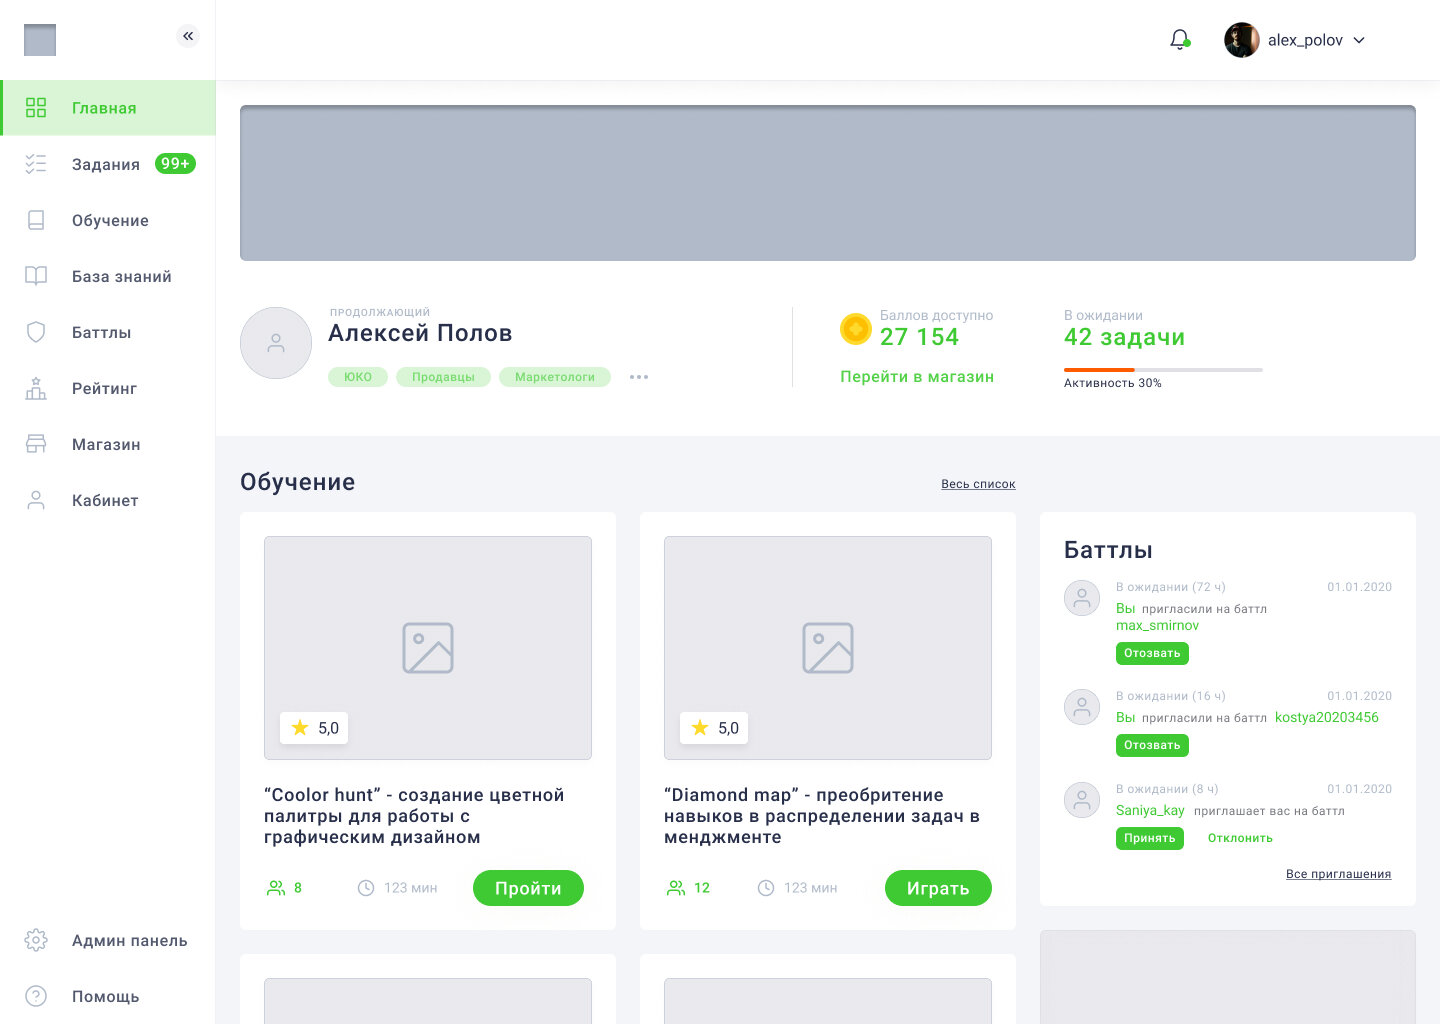 alex_polov
Главная
Задания 99+
Обучение
База знаний
Баттлы
Рейтинг
Магазин
Кабинет
Админ панель
Помощь
ПРОДОЛЖАЮЩИЙ
Алексей Полов
ЮКО Продавцы Маркетологи
Баллов доступно
27 154
Перейти в магазин
В ожидании
42 задачи
Активность 30%
Обучение
Весь список
5,0
“Coolor hunt” - создание цветной
палитры для работы с
графическим дизайном
8 123 мин Пройти
5,0
“Diamond map” - преобритение
навыков в распределении задач в
менджменте
12 123 мин Играть
Баттлы
В ожидании (72 ч) 01.01.2020
Вы пригласили на баттл
max_smirnov
Отозвать
В ожидании (16 ч) 01.01.2020
Вы пригласили на баттл kostya20203456
Отозвать
В ожидании (8 ч) 01.01.2020
Saniya_kay приглашает вас на баттл
Принять Отклонить
Все приглашения